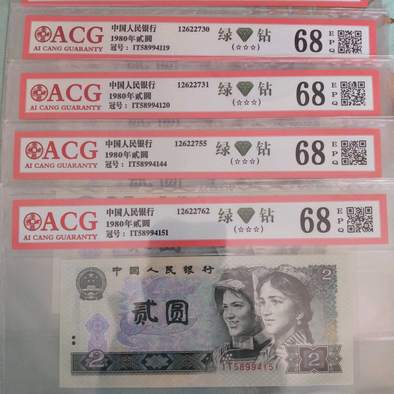 ACG
AI CANG GUARANTY
中国人民银行 12622730
1980年贰圆
冠号：IT58994119
绿 钻
(☆☆☆)
68
EPQ
ACG
AI CANG GUARANTY
中国人民银行 12622731
1980年贰圆
冠号：IT58994120
绿 钻
(☆☆☆)
68
EPQ
ACG
AI CANG GUARANTY
中国人民银行 12622755
1980年贰圆
冠号：IT58994144
绿 钻
(☆☆☆)
68
EPQ
ACG
AI CANG GUARANTY
中国人民银行 12622762
1980年贰圆
冠号：IT58994151
绿 钻
(☆☆☆)
68
EPQ
中国人民银行
2
贰圆
IT58994151
2
2